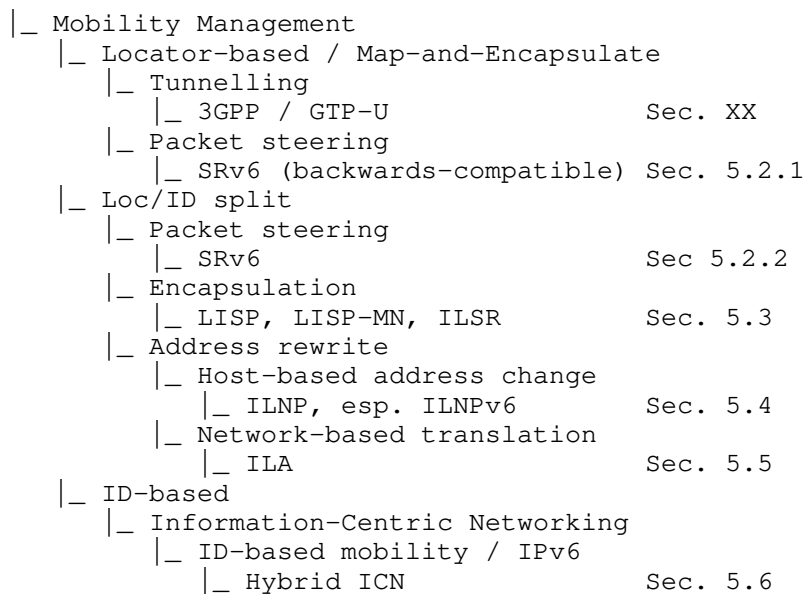 |_ Mobility Management
   |_ Locator-based / Map-and-Encapsulate
      |_ Tunnelling
         |_ 3GPP / GTP-U                Sec. XX
      |_ Packet steering
         |_ SRv6 (backwards-compatible) Sec. 5.2.1
   |_ Loc/ID split
      |_ Packet steering
         |_ SRv6                        Sec 5.2.2
      |_ Encapsulation
         |_ LISP, LISP-MN, ILSR         Sec. 5.3
      |_ Address rewrite
         |_ Host-based address change
            |_ ILNP, esp. ILNPv6        Sec. 5.4
         |_ Network-based translation
            |_ ILA                      Sec. 5.5
   |_ ID-based
      |_ Information-Centric Networking
         |_ ID-based mobility / IPv6
            |_ Hybrid ICN               Sec. 5.6